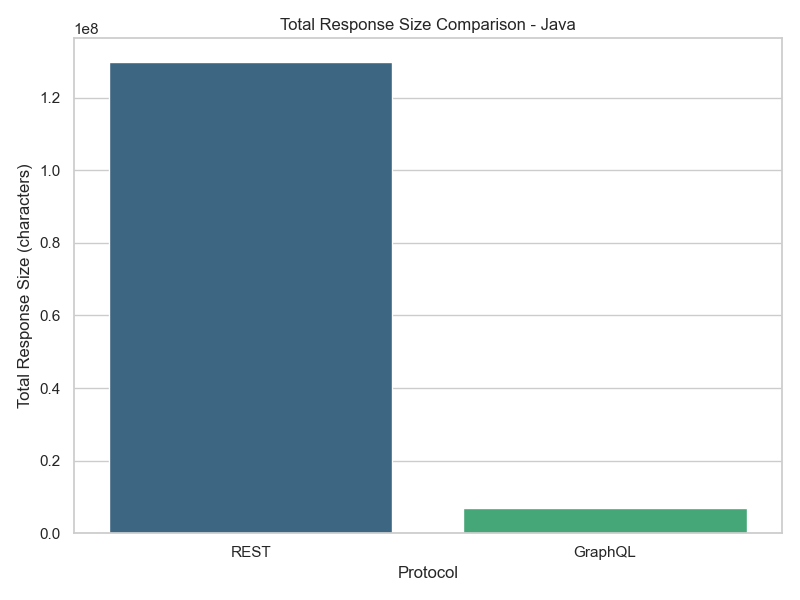 Total Response Size Comparison - Java
1e8
1.2
1.0
0.8
0.6
0.4
0.2
0.0
Total Response Size (characters)
REST
GraphQL
Protocol